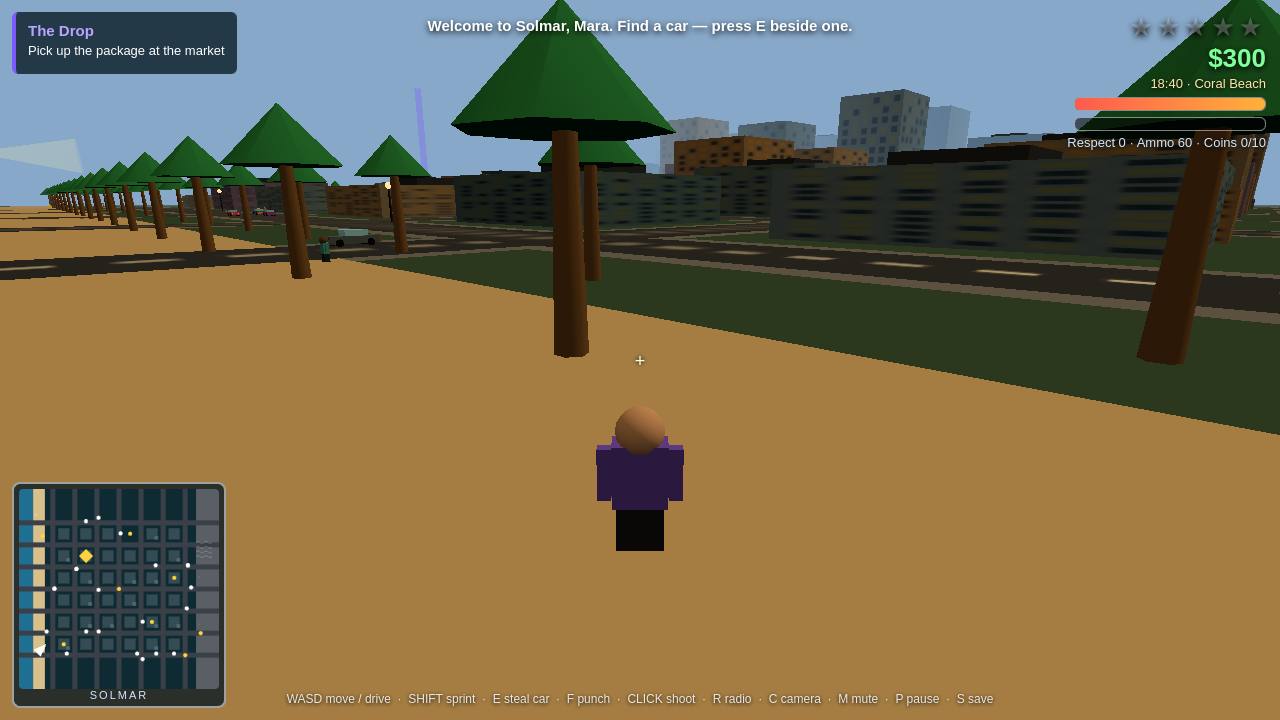 The Drop
Pick up the package at the market
Welcome to Solmar, Mara. Find a car — press E beside one.
$300
18:40 · Coral Beach
Respect 0 · Ammo 60 · Coins 0/10
SOLMAR
WASD move / drive · SHIFT sprint · E steal car · F punch · CLICK shoot · R radio · C camera · M mute · P pause · S save